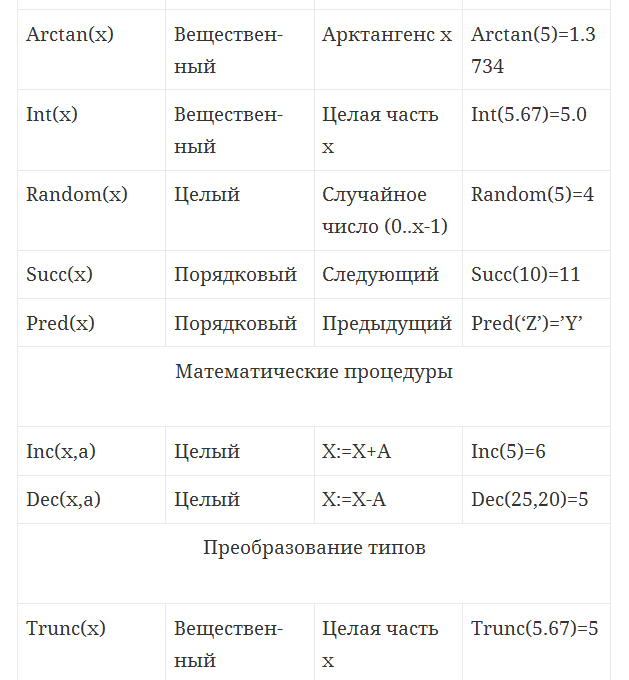 Arctan(x) Веществен- Арктангенс x Arctan(5)=1.3
ный 734
Int(x) Веществен- Целая часть Int(5.67)=5.0
ный x
Random(x) Целый Случайное Random(5)=4
число (0..x-1)
Succ(x) Порядковый Следующий Succ(10)=11
Pred(x) Порядковый Предыдущий Pred(‘Z’)=’Y’
Математические процедуры
Inc(x,a) Целый X:=X+A Inc(5)=6
Dec(x,a) Целый X:=X-A Dec(25,20)=5
Преобразование типов
Trunc(x) Веществен- Целая часть Trunc(5.67)=5
ный x